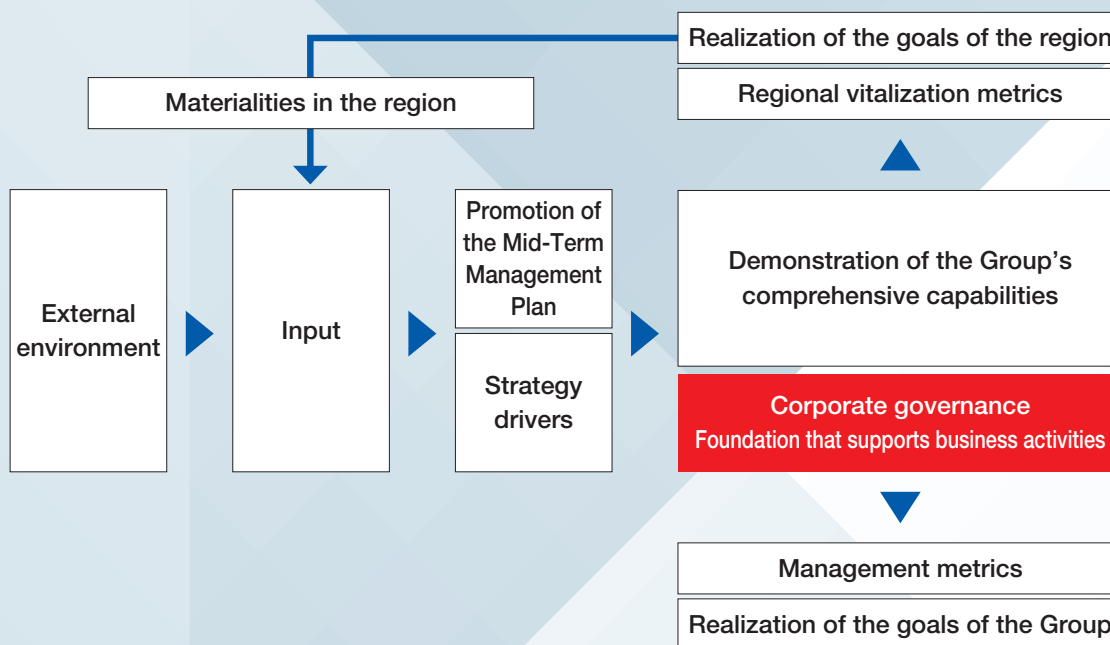 Realization of the goals of the region
Materialities in the region
Regional vitalization metrics
External
environment
Input
Promotion of
the Mid-Term
Management
Plan
Strategy
drivers
Demonstration of the Group's
comprehensive capabilities
Corporate governance
Foundation that supports business activities
Management metrics
Realization of the goals of the Group